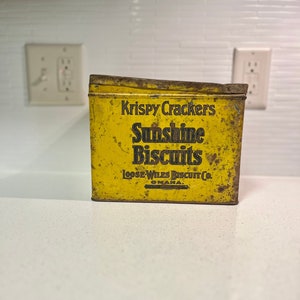 Krispy Crackers
Sunshine
Biscuits
LOOSE-WILES BISCUIT CO.
OMAHA.